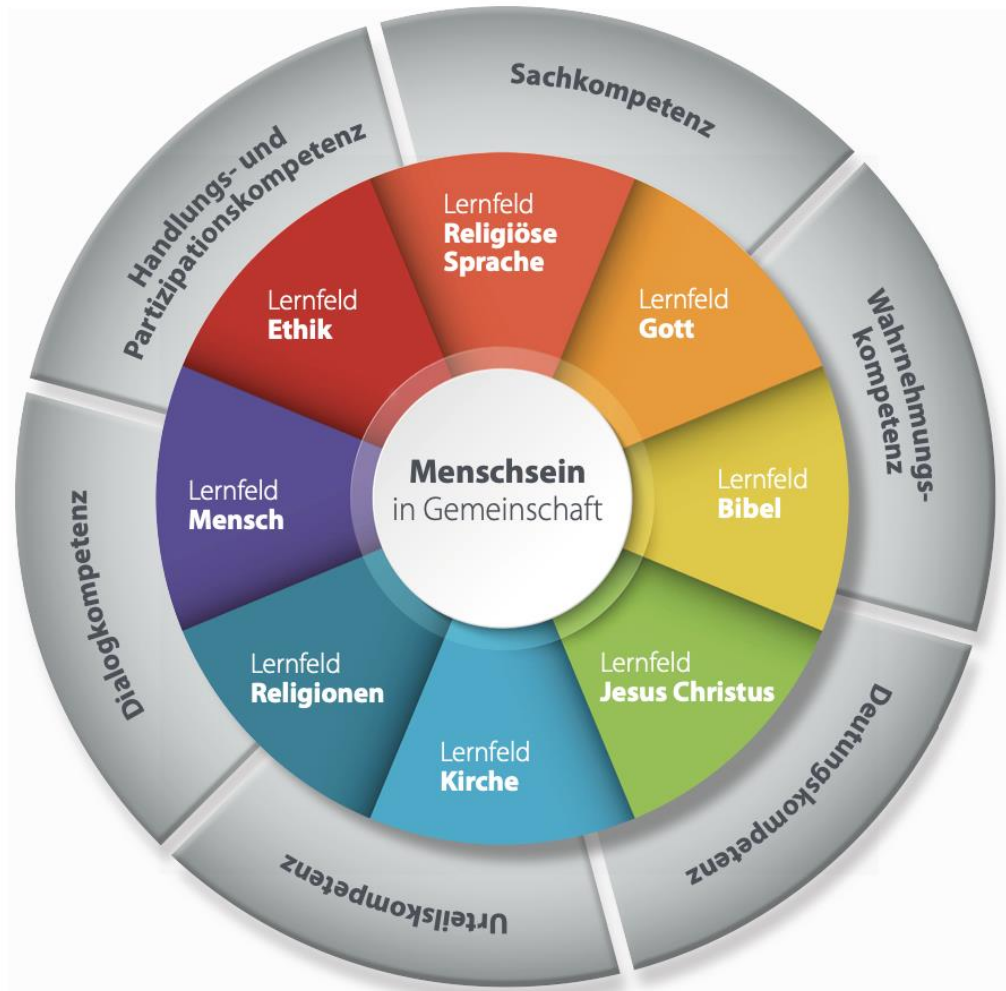 Sachkompetenz
Wahrnehmungs-
kompetenz
Deutungskompetenz
Urteilskompetenz
Dialogkompetenz
Handlungs- und
Partizipationskompetenz
Lernfeld
Religiöse
Sprache
Lernfeld
Gott
Lernfeld
Bibel
Lernfeld
Jesus Christus
Lernfeld
Kirche
Lernfeld
Religionen
Lernfeld
Mensch
Lernfeld
Ethik
Menschsein
in Gemeinschaft